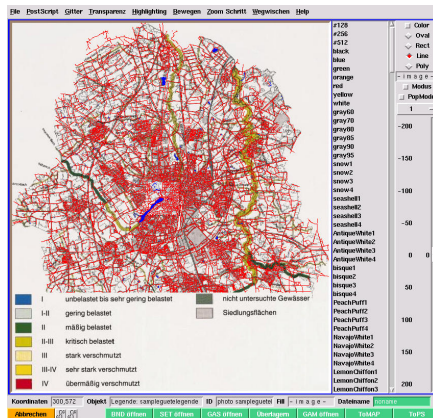 File PostScript Gitter Transparenz Highlighting Bewegen Zoom Schritt Wegwischen Help
#128
#256
#512
black
blue
green
orange
red
yellow
white
gray60
gray70
gray80
gray85
gray90
gray95
snow1
snow2
snow3
snow4
seashell1
seashell2
seashell3
seashell4
AntiqueWhite1
AntiqueWhite2
AntiqueWhite3
AntiqueWhite4
bisque1
bisque2
bisque3
bisque4
PeachPuff1
PeachPuff2
PeachPuff3
PeachPuff4
NavajoWhite1
NavajoWhite2
NavajoWhite3
NavajoWhite4
LemonChiffon1
LemonChiffon2
LemonChiffon3
Color
Oval
Rect
Line
Poly
-image-
Modus
PopMode
1
-200
-150
-100
-50
0 0
50
100
150
200
I unbelastet bis sehr gering belastet
I-II gering belastet
II mäßig belastet
II-III kritisch belastet
III stark verschmutzt
III-IV sehr stark verschmutzt
IV übermäßig verschmutzt
nicht untersuchte Gewässer
Siedlungsflächen
Koordinaten 300,572 Objekt Legende: sampleguetelegende: ID photo sampleguetel Fill -image- Dateiname noname
Abbrechen BND öffnen SET öffnen GAS öffnen Überlagern GAM öffnen ToMAP ToPS